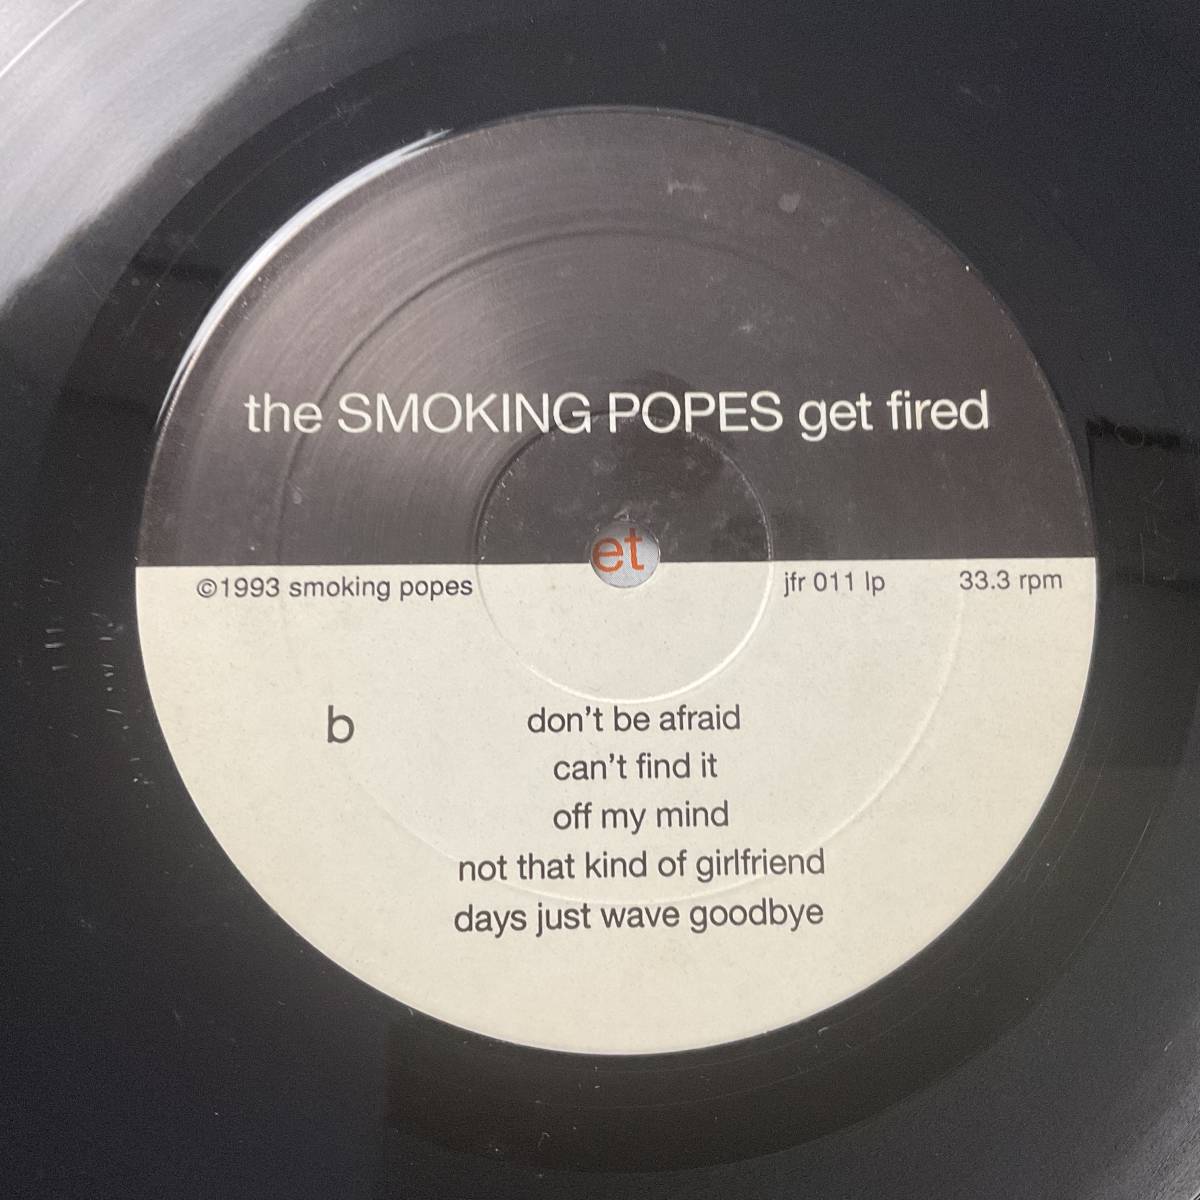 the SMOKING POPES get fired
et
©1993 smoking popes jfr 011 lp 33.3 rpm
b
don't be afraid
can't find it
off my mind
not that kind of girlfriend
days just wave goodbye